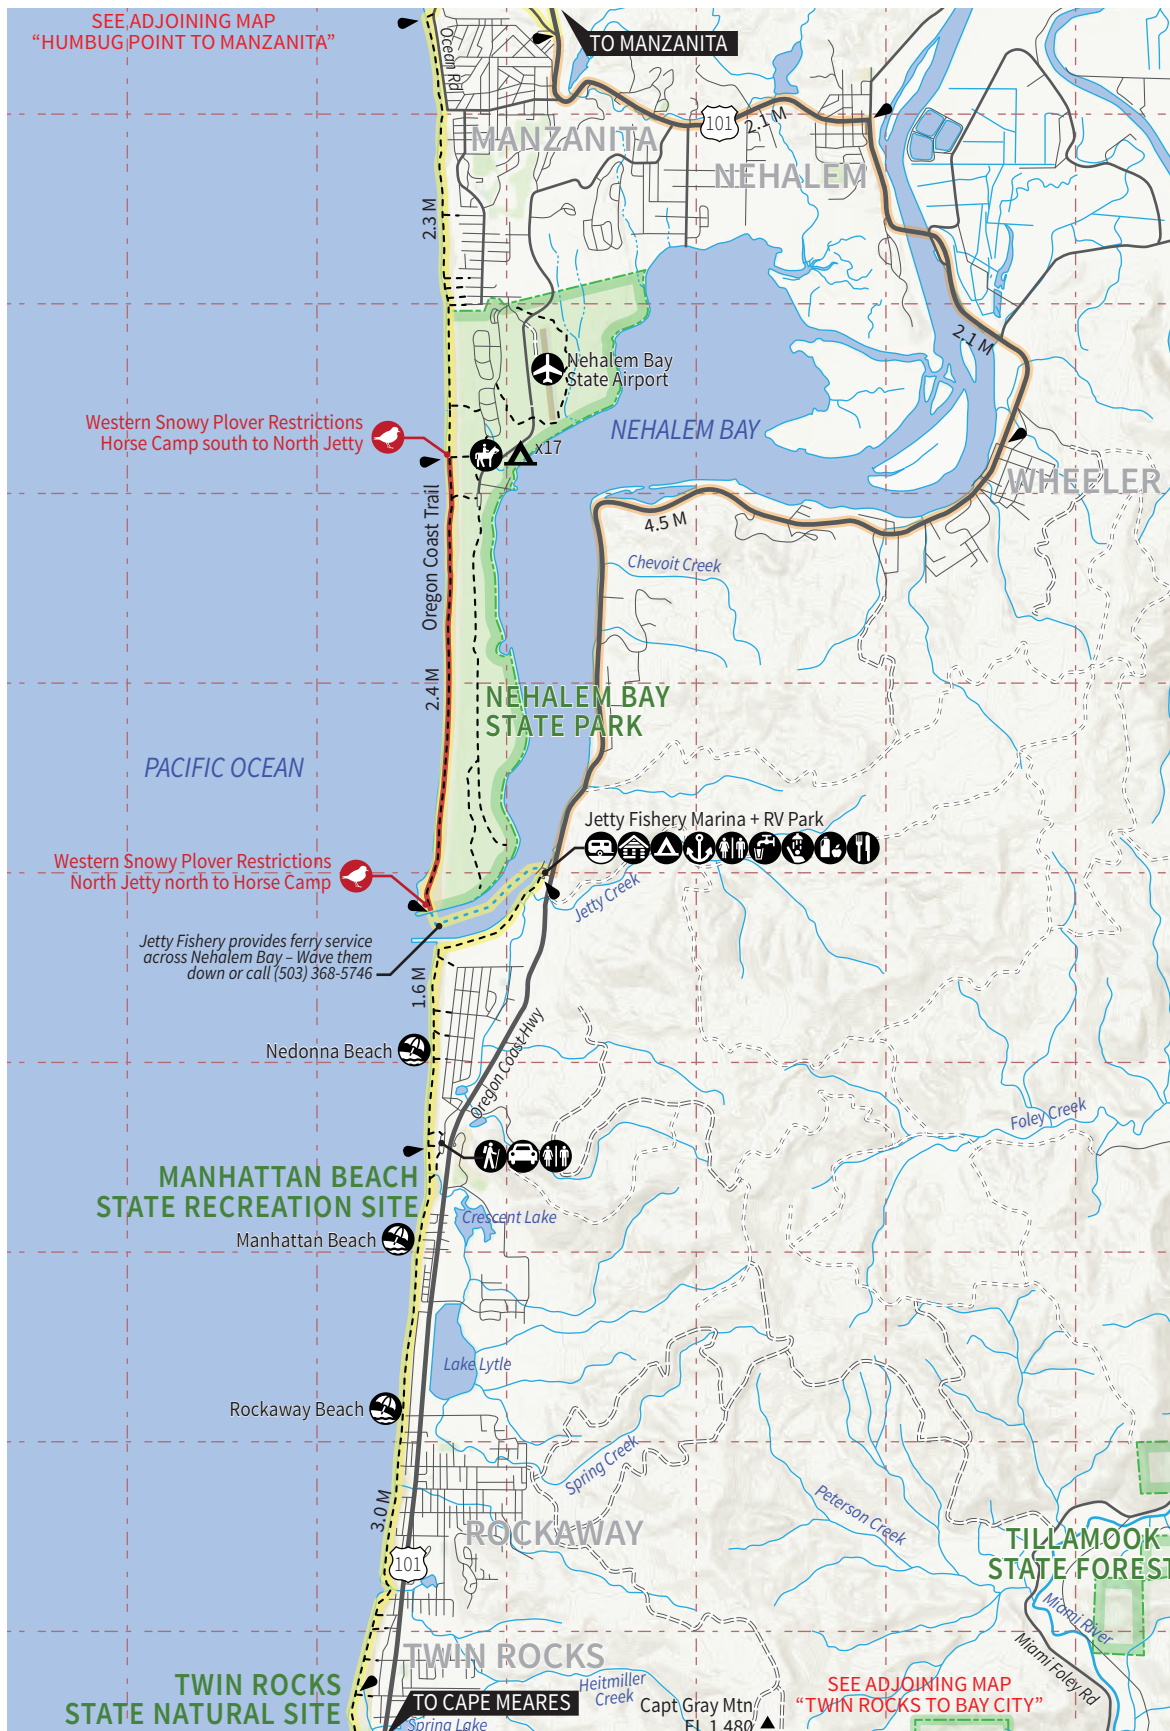 SEE ADJOINING MAP
“HUMBUG POINT TO MANZANITA”
Ocean Rd
TO MANZANITA
101
2.1 M
MANZANITA
NEHALEM
2.3 M
2.1 M
Nehalem Bay
State Airport
Western Snowy Plover Restrictions
Horse Camp south to North Jetty
NEHALEM BAY
x17
WHEELER
Oregon Coast Trail
4.5 M
Chevoit Creek
2.4 M
NEHALEM BAY
STATE PARK
PACIFIC OCEAN
Jetty Fishery Marina + RV Park
Western Snowy Plover Restrictions
North Jetty north to Horse Camp
Jetty Creek
Jetty Fishery provides ferry service
across Nehalem Bay – Wave them
down or call (503) 368-5746
1.6 M
Nedonna Beach
Oregon Coast Hwy
Foley Creek
MANHATTAN BEACH
STATE RECREATION SITE
Crescent Lake
Manhattan Beach
Lake Lytle
Rockaway Beach
Spring Creek
3.0 M
Peterson Creek
ROCKAWAY
TILLAMOOK
STATE FOREST
101
Miami River
TWIN ROCKS
Miami Foley Rd
TWIN ROCKS
STATE NATURAL SITE
Heitmiller
Creek
SEE ADJOINING MAP
“TWIN ROCKS TO BAY CITY”
TO CAPE MEARES
Capt Gray Mtn
EL 1,480
Spring Lake